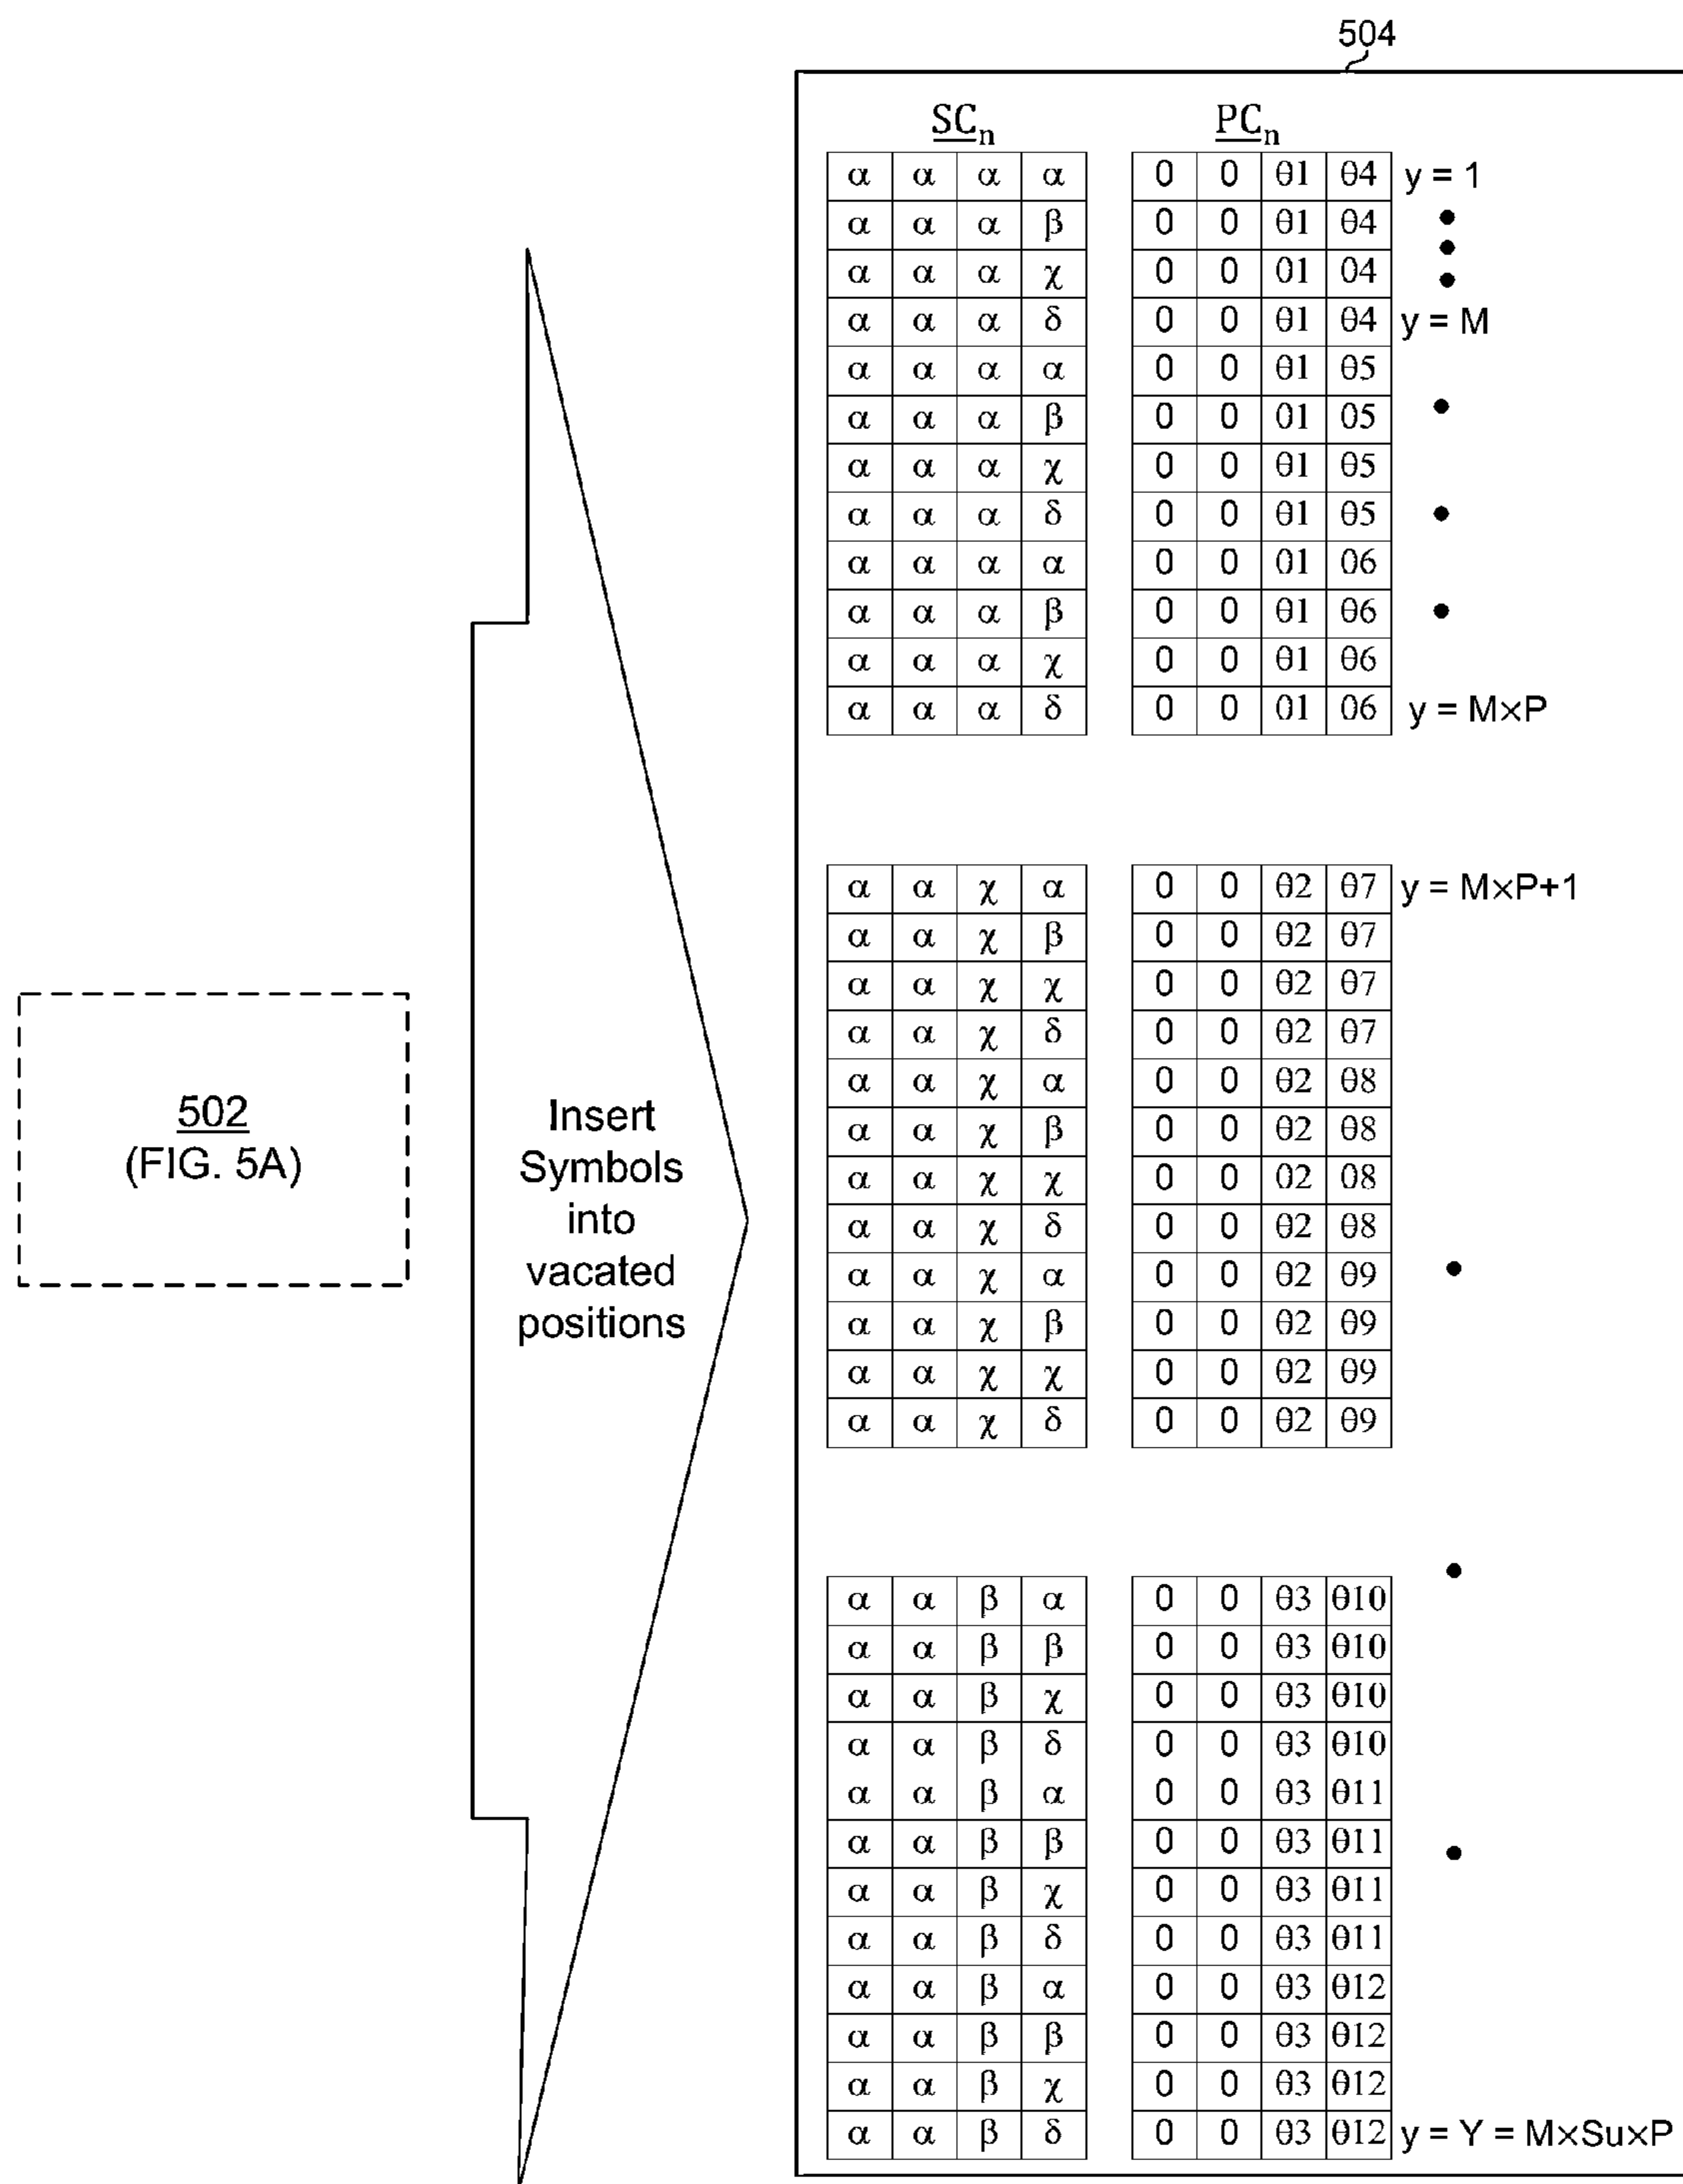 504
SCₙ PCₙ
α α α α 0 0 θ1 θ4 y = 1
α α α β 0 0 θ1 θ4
α α α χ 0 0 θ1 θ4
α α α δ 0 0 θ1 θ4 y = M
α α α α 0 0 θ1 θ5
α α α β 0 0 θ1 θ5
α α α χ 0 0 θ1 θ5
α α α δ 0 0 θ1 θ5
α α α α 0 0 θ1 θ6
α α α β 0 0 θ1 θ6
α α α χ 0 0 θ1 θ6
α α α δ 0 0 θ1 θ6 y = M×P
α α χ α 0 0 θ2 θ7 y = M×P+1
α α χ β 0 0 θ2 θ7
α α χ χ 0 0 θ2 θ7
α α χ δ 0 0 θ2 θ7
α α χ α 0 0 θ2 θ8
α α χ β 0 0 θ2 θ8
α α χ χ 0 0 θ2 θ8
α α χ δ 0 0 θ2 θ8
α α χ α 0 0 θ2 θ9
α α χ β 0 0 θ2 θ9
α α χ χ 0 0 θ2 θ9
α α χ δ 0 0 θ2 θ9
α α β α 0 0 θ3 θ10
α α β β 0 0 θ3 θ10
α α β χ 0 0 θ3 θ10
α α β δ 0 0 θ3 θ10
α α β α 0 0 θ3 θ11
α α β β 0 0 θ3 θ11
α α β χ 0 0 θ3 θ11
α α β δ 0 0 θ3 θ11
α α β α 0 0 θ3 θ12
α α β β 0 0 θ3 θ12
α α β χ 0 0 θ3 θ12
α α β δ 0 0 θ3 θ12 y = Y = M×Su×P
502
(FIG. 5A)
Insert
Symbols
into
vacated
positions